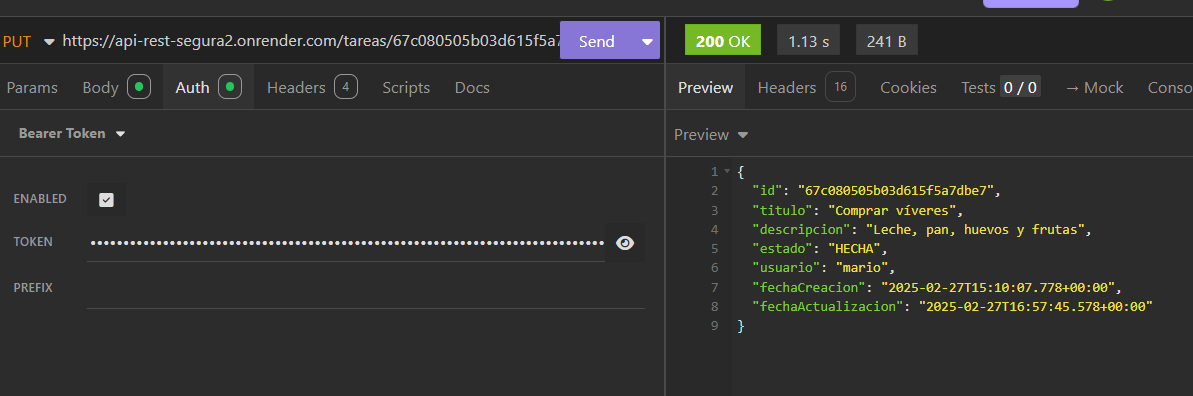 PUT https://api-rest-segura2.onrender.com/tareas/67c080505b03d615f5a7 Send 200 OK 1.13 s 241 B
Params Body Auth Headers 4 Scripts Docs Preview Headers 16 Cookies Tests 0 / 0 → Mock Conso
Bearer Token Preview
ENABLED
TOKEN ••••••••••••••••••••••••••••••••••••••••••••••••••••••••••••••••••••••••••••••
PREFIX
1 {
2 "id": "67c080505b03d615f5a7dbe7",
3 "titulo": "Comprar víveres",
4 "descripcion": "Leche, pan, huevos y frutas",
5 "estado": "HECHA",
6 "usuario": "mario",
7 "fechaCreacion": "2025-02-27T15:10:07.778+00:00",
8 "fechaActualizacion": "2025-02-27T16:57:45.578+00:00"
9 }